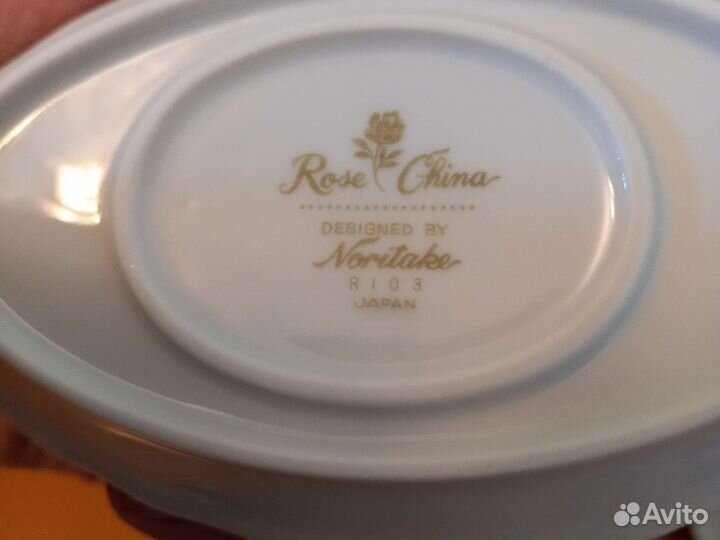 Rose China
DESIGNED BY
Noritake
R103
JAPAN
Avito